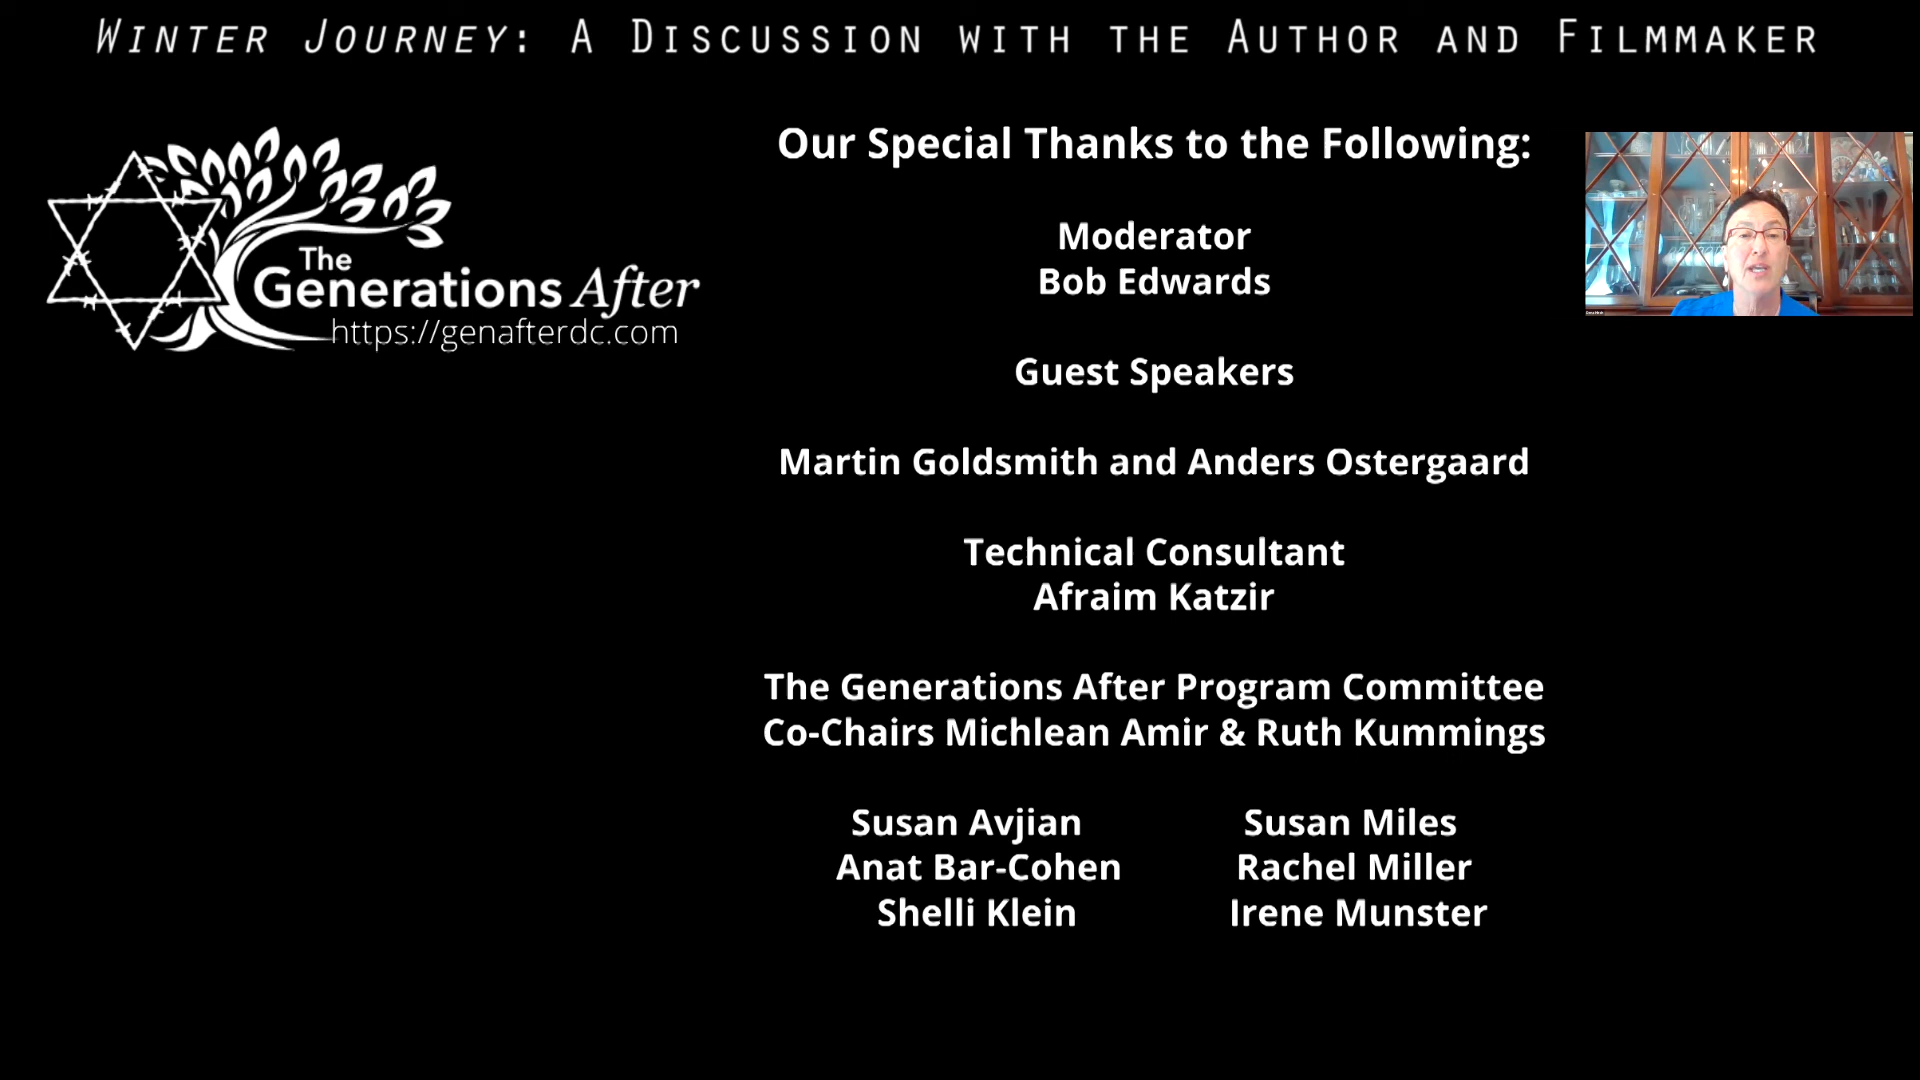 WINTER JOURNEY: A DISCUSSION WITH THE AUTHOR AND FILMMAKER
The
Generations After
https://genafterdc.com
Our Special Thanks to the Following:
Moderator
Bob Edwards
Guest Speakers
Martin Goldsmith and Anders Ostergaard
Technical Consultant
Afraim Katzir
The Generations After Program Committee
Co-Chairs Michlean Amir & Ruth Kummings
Susan Avjian Susan Miles
Anat Bar-Cohen Rachel Miller
Shelli Klein Irene Munster